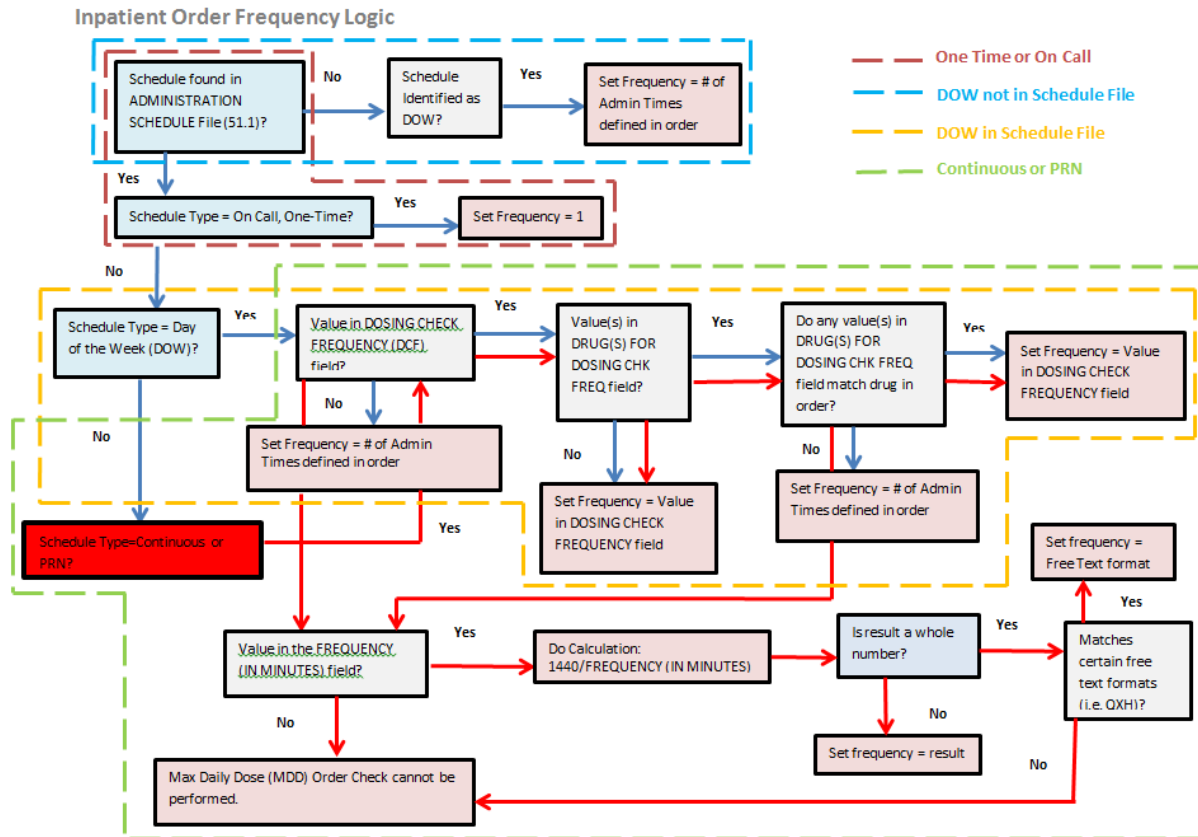 Inpatient Order Frequency Logic
Schedule found in
ADMINISTRATION
SCHEDULE File (51.1)?
No
Schedule
Identified as
DOW?
Yes
Set Frequency = # of
Admin Times
defined in order
One Time or On Call
DOW not in Schedule File
DOW in Schedule File
Continuous or PRN
Yes
Schedule Type = On Call, One-Time?
Yes
Set Frequency = 1
No
Schedule Type = Day
of the Week (DOW)?
Yes
Value in DOSING CHECK
FREQUENCY (DCF)
field?
Yes
Value(s) in
DRUG(S) FOR
DOSING CHK
FREQ field?
Yes
Do any value(s) in
DRUG(S) FOR
DOSING CHK FREQ
field match drug in
order?
Yes
Set Frequency = Value
in DOSING CHECK
FREQUENCY field
No
No
Set Frequency = # of Admin
Times defined in order
No
Set Frequency = Value
in DOSING CHECK
FREQUENCY field
No
Set Frequency = # of Admin
Times defined in order
Schedule Type=Continuous or
PRN?
Yes
Set frequency =
Free Text format
Yes
Value in the FREQUENCY
(IN MINUTES) field?
Yes
Do Calculation:
1440/FREQUENCY (IN MINUTES)
Is result a whole
number?
Yes
Matches
certain free
text formats
(i.e. QXH)?
No
No
Set frequency = result
No
Max Daily Dose (MDD) Order Check cannot be
performed.